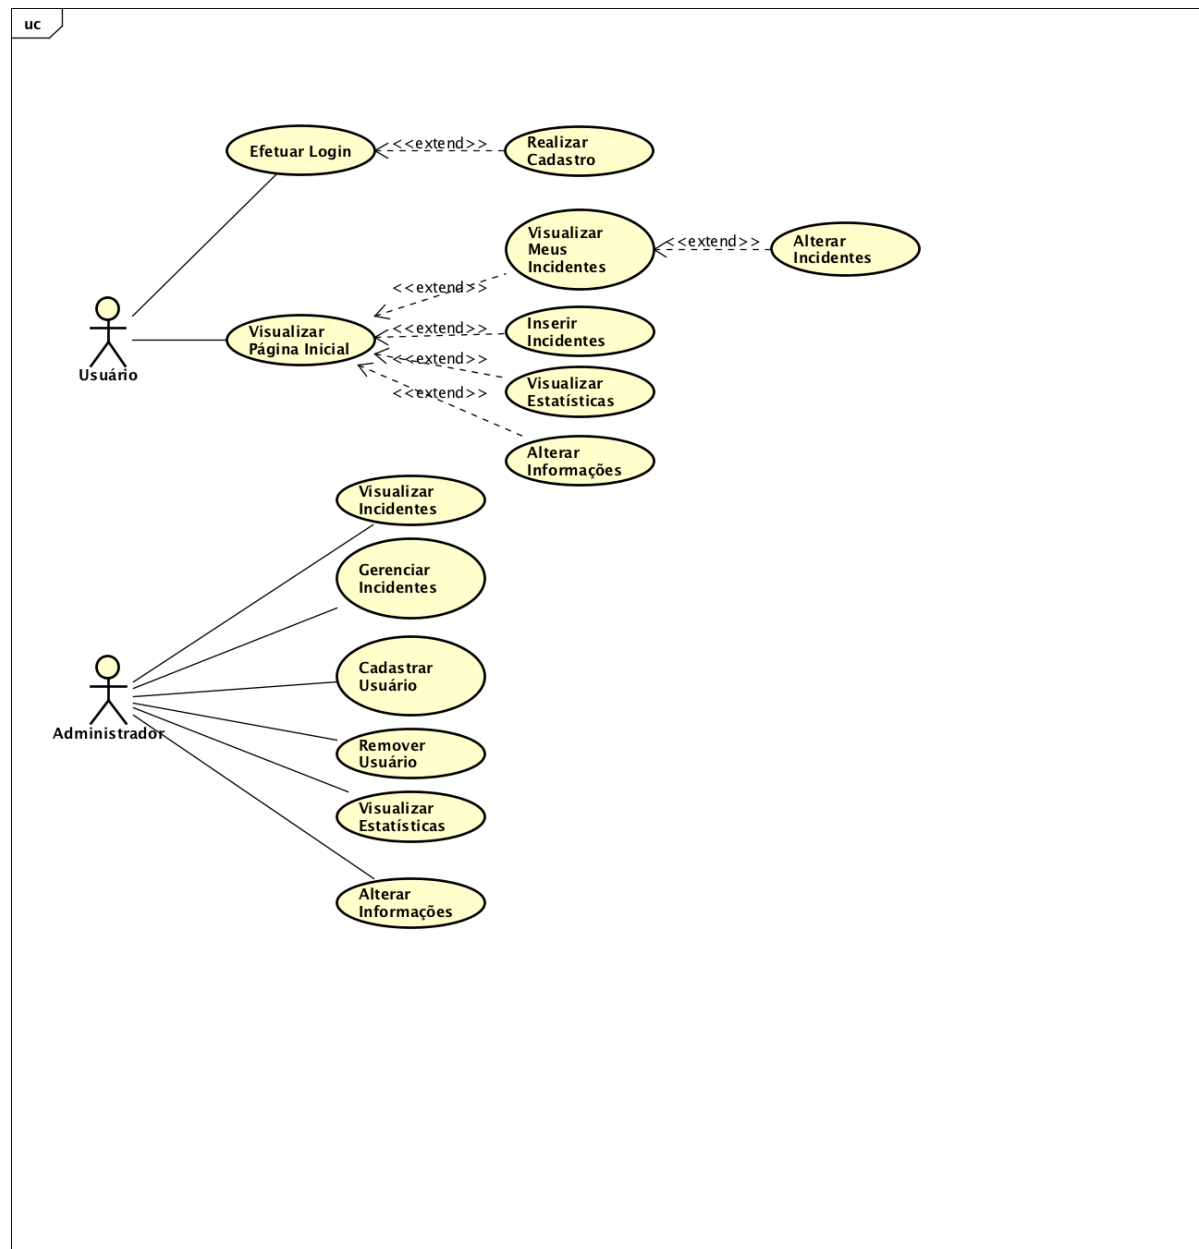 uc
Efetuar Login
<<extend>>
Realizar
Cadastro
Visualizar
Meus
Incidentes
<<extend>>
Alterar
Incidentes
<<extend>>
Visualizar
Página Inicial
<<extend>>
Inserir
Incidentes
<<extend>>
Visualizar
Estatísticas
<<extend>>
Alterar
Informações
Usuário
Visualizar
Incidentes
Gerenciar
Incidentes
Cadastrar
Usuário
Administrador
Remover
Usuário
Visualizar
Estatísticas
Alterar
Informações